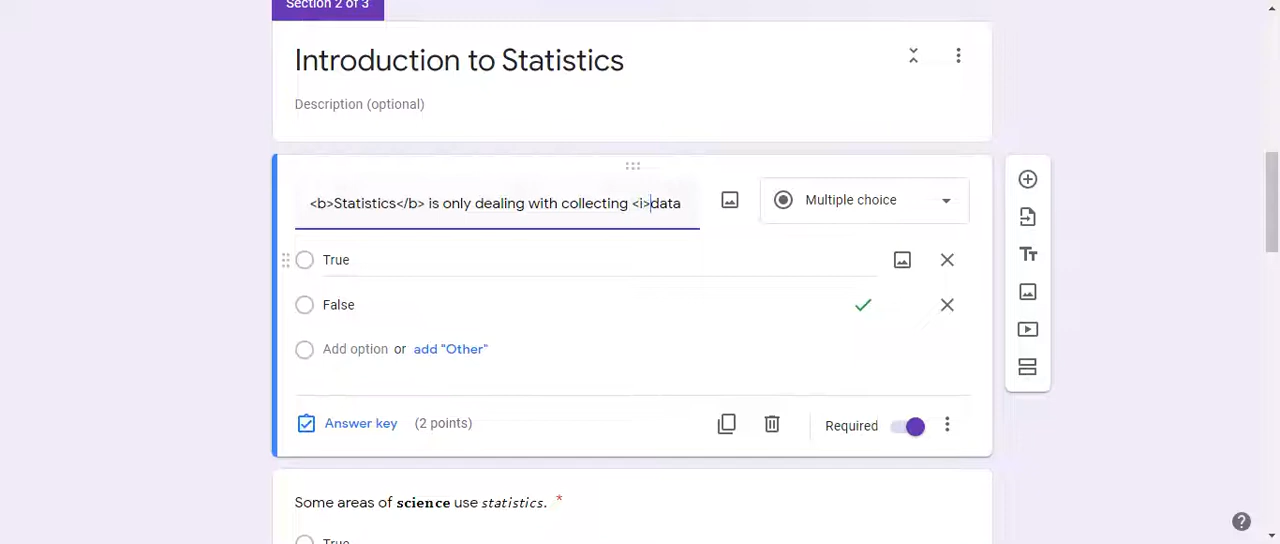 Section 2 of 3
Introduction to Statistics
Description (optional)
<b>Statistics</b> is only dealing with collecting <i>data
Multiple choice
True
False
Add option or add "Other"
Answer key (2 points)
Required
Some areas of science use statistics. *
True